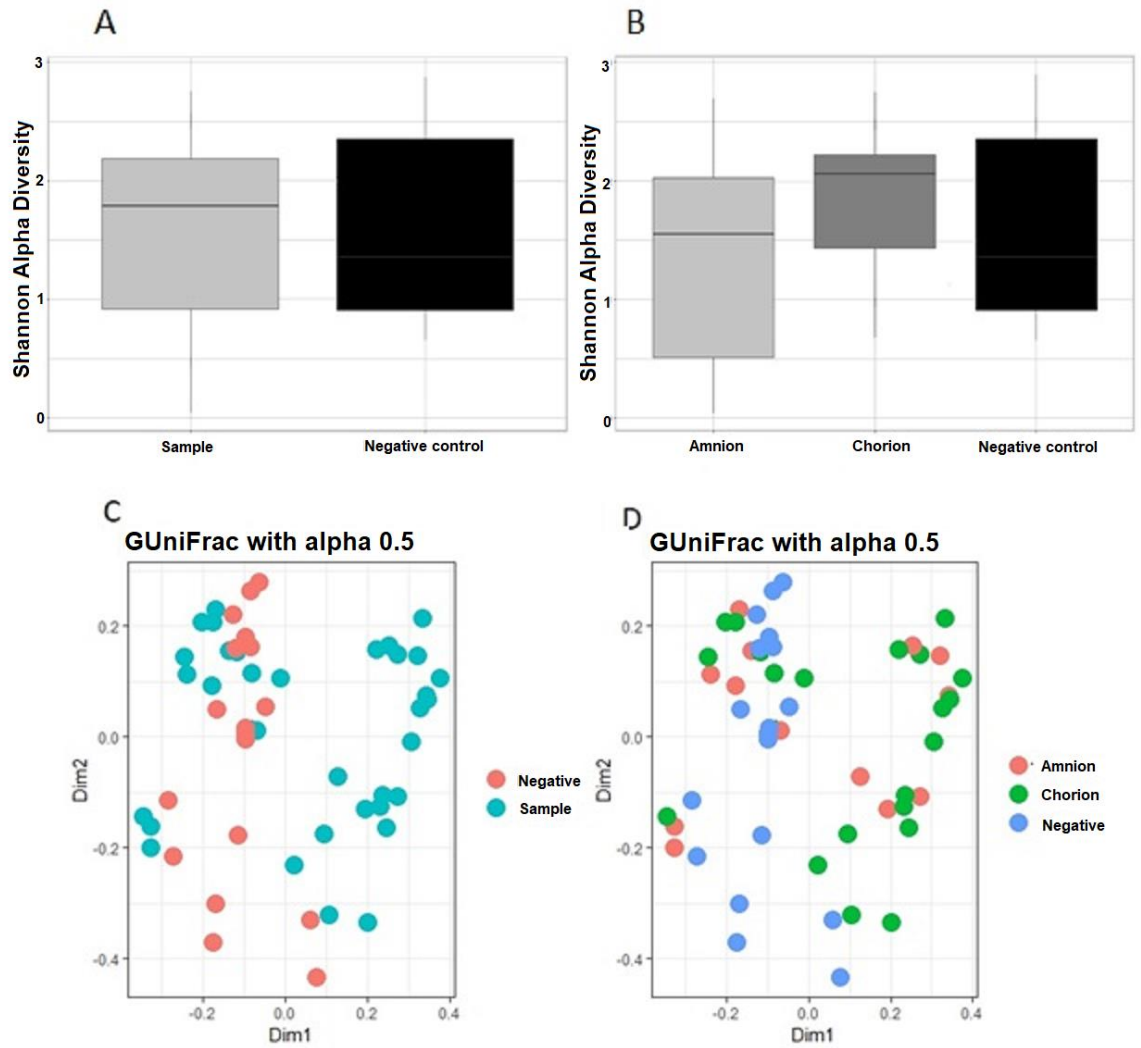 A
Shannon Alpha Diversity
3
2
1
0
Sample
Negative control
B
Shannon Alpha Diversity
3
2
1
0
Amnion
Chorion
Negative control
C
GUniFrac with alpha 0.5
Dim2
0.2
0.0
-0.2
-0.4
-0.2
0.0
0.2
0.4
Dim1
Negative
Sample
D
GUniFrac with alpha 0.5
Dim2
0.2
0.0
-0.2
-0.4
-0.2
0.0
0.2
0.4
Dim1
Amnion
Chorion
Negative